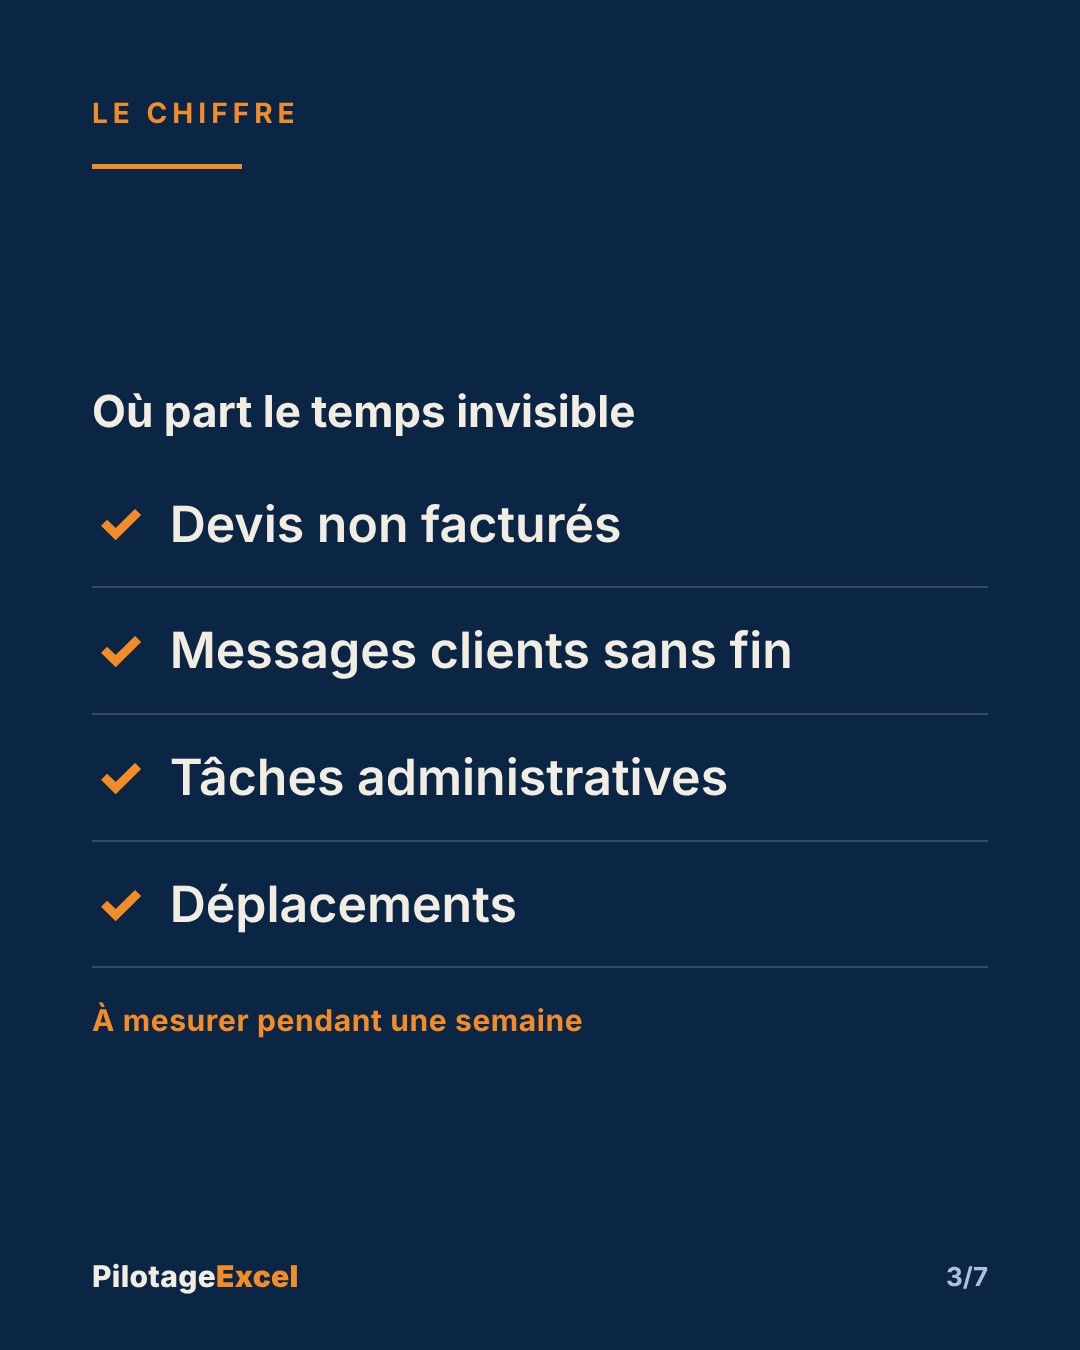 LE CHIFFRE
Où part le temps invisible
Devis non facturés
Messages clients sans fin
Tâches administratives
Déplacements
À mesurer pendant une semaine
PilotageExcel
3/7